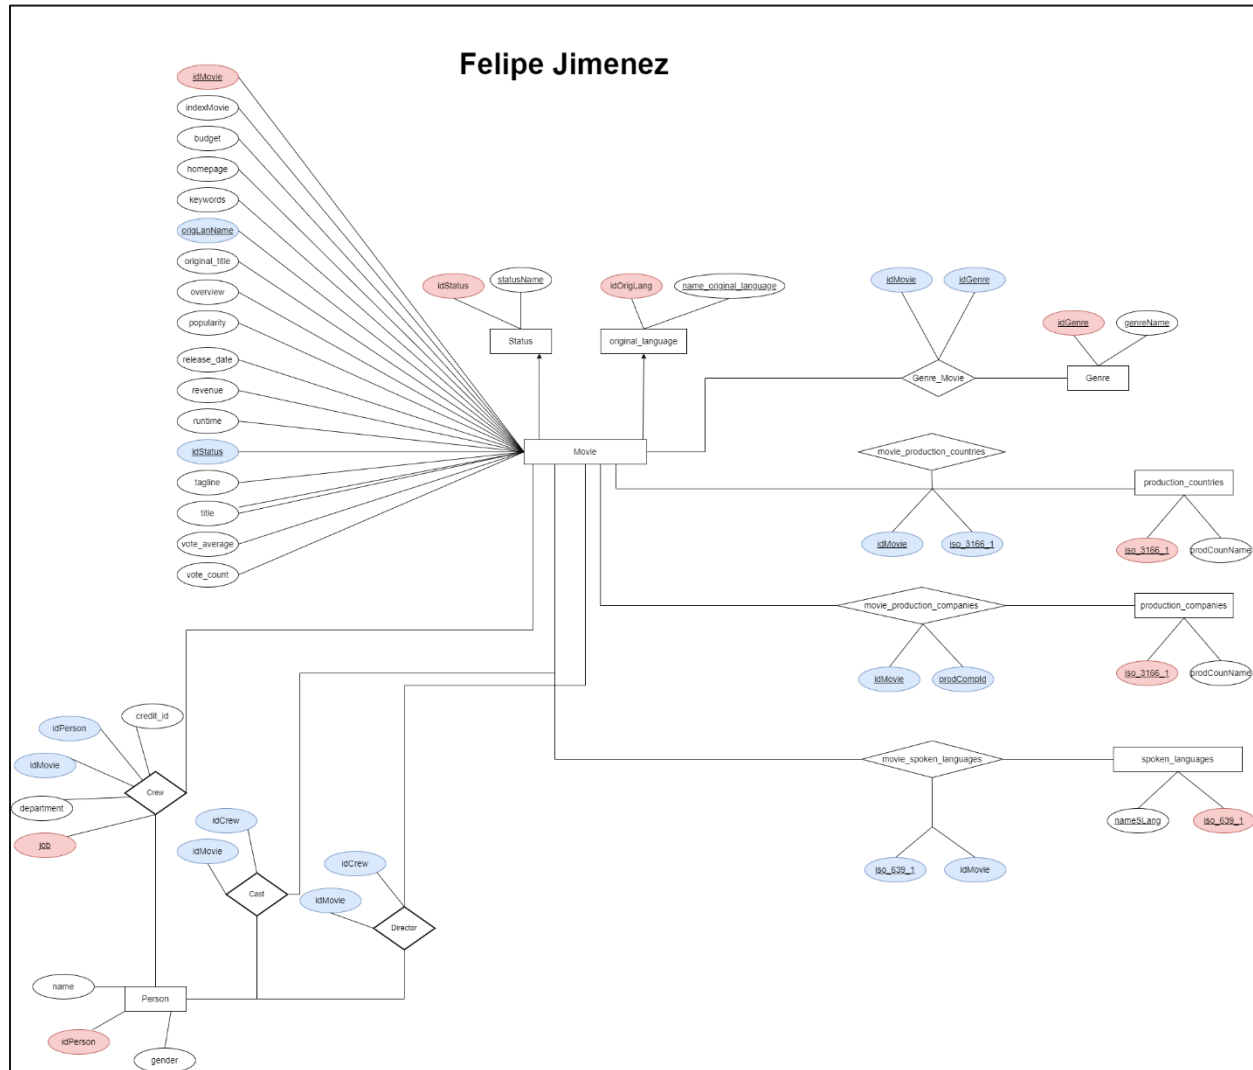 Felipe Jimenez
idMovie
indexMovie
budget
homepage
keywords
origLanName
original_title
overview
popularity
release_date
revenue
runtime
idStatus
tagline
title
vote_average
vote_count
idStatus
statusName
Status
idOrigLang
name_original_language
original_language
idMovie
idGenre
Genre_Movie
idGenre
genreName
Genre
Movie
movie_production_countries
idMovie
iso_3166_1
production_countries
iso_3166_1
prodCounName
movie_production_companies
idMovie
prodCompId
production_companies
iso_3166_1
prodCounName
movie_spoken_languages
iso_639_1
idMovie
spoken_languages
nameSLang
iso_639_1
credit_id
idPerson
idMovie
department
job
Crew
idCrew
idMovie
Cast
idCrew
idMovie
Director
name
Person
idPerson
gender